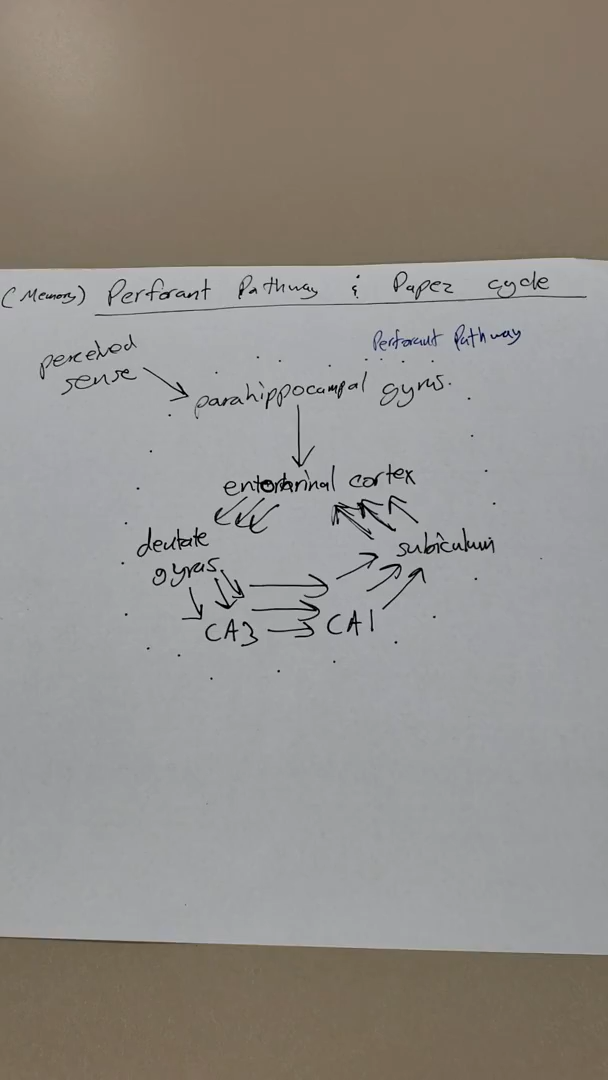 (Memory) Perforant Pathway & Papez cycle
Perforant Pathway
perceived
sense
parahippocampal gyrus.
entorhinal cortex
dentate
gyrus
subiculum
CA3
CA1